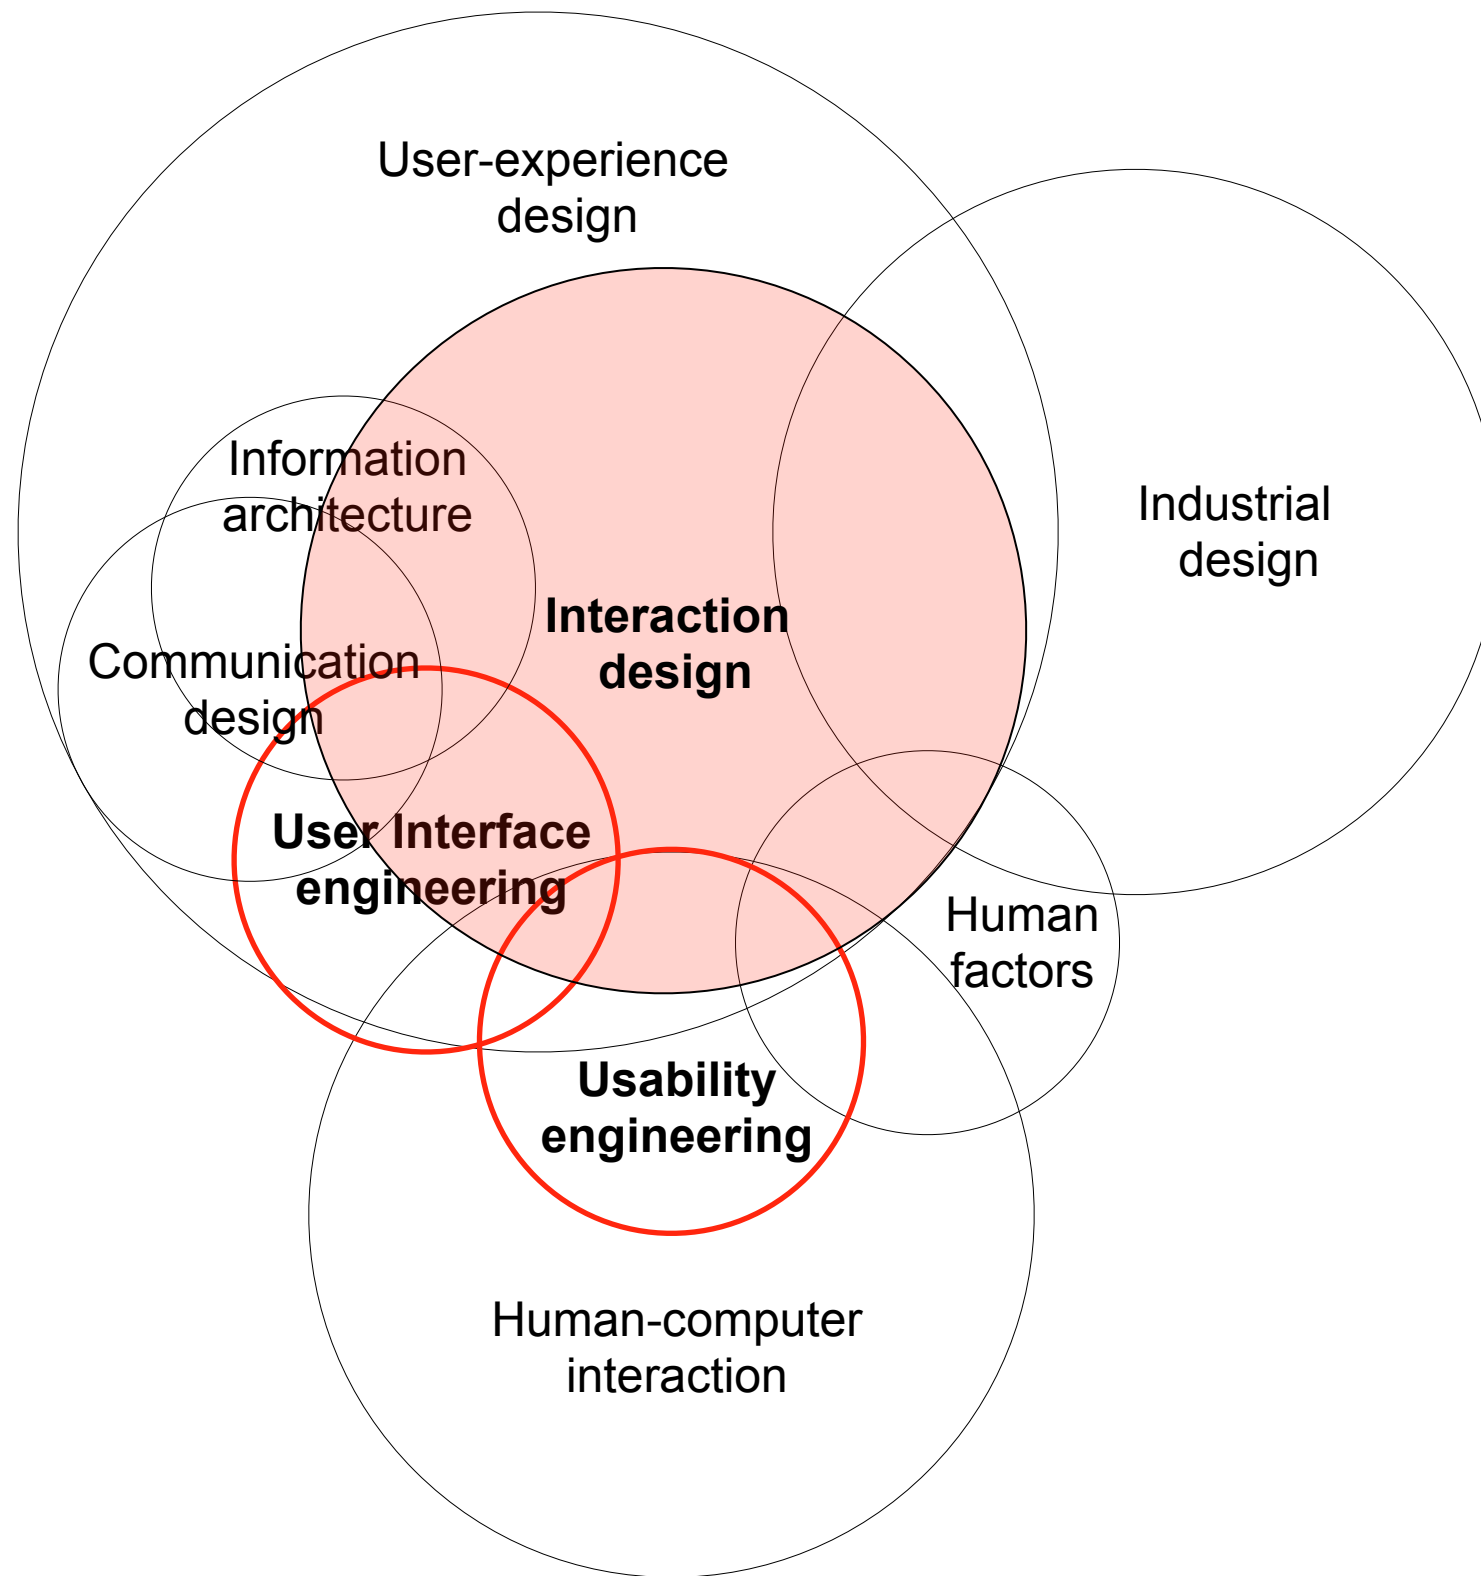 User-experience
design
Information
architecture
Industrial
design
Interaction
design
Communication
design
User Interface
engineering
Human
factors
Usability
engineering
Human-computer
interaction